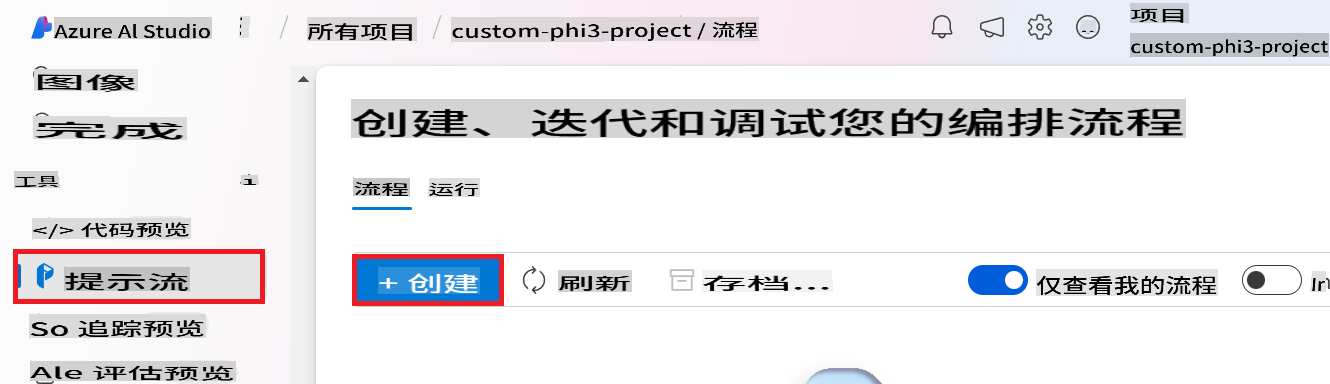 Azure AI Studio / 所有项目 / custom-phi3-project / 流程
项目
custom-phi3-project
图像
完成
工具
</> 代码预览
提示流
So 追踪预览
Ale 评估预览
创建、迭代和调试您的编排流程
流程 运行
+ 创建 刷新 存档... 仅查看我的流程